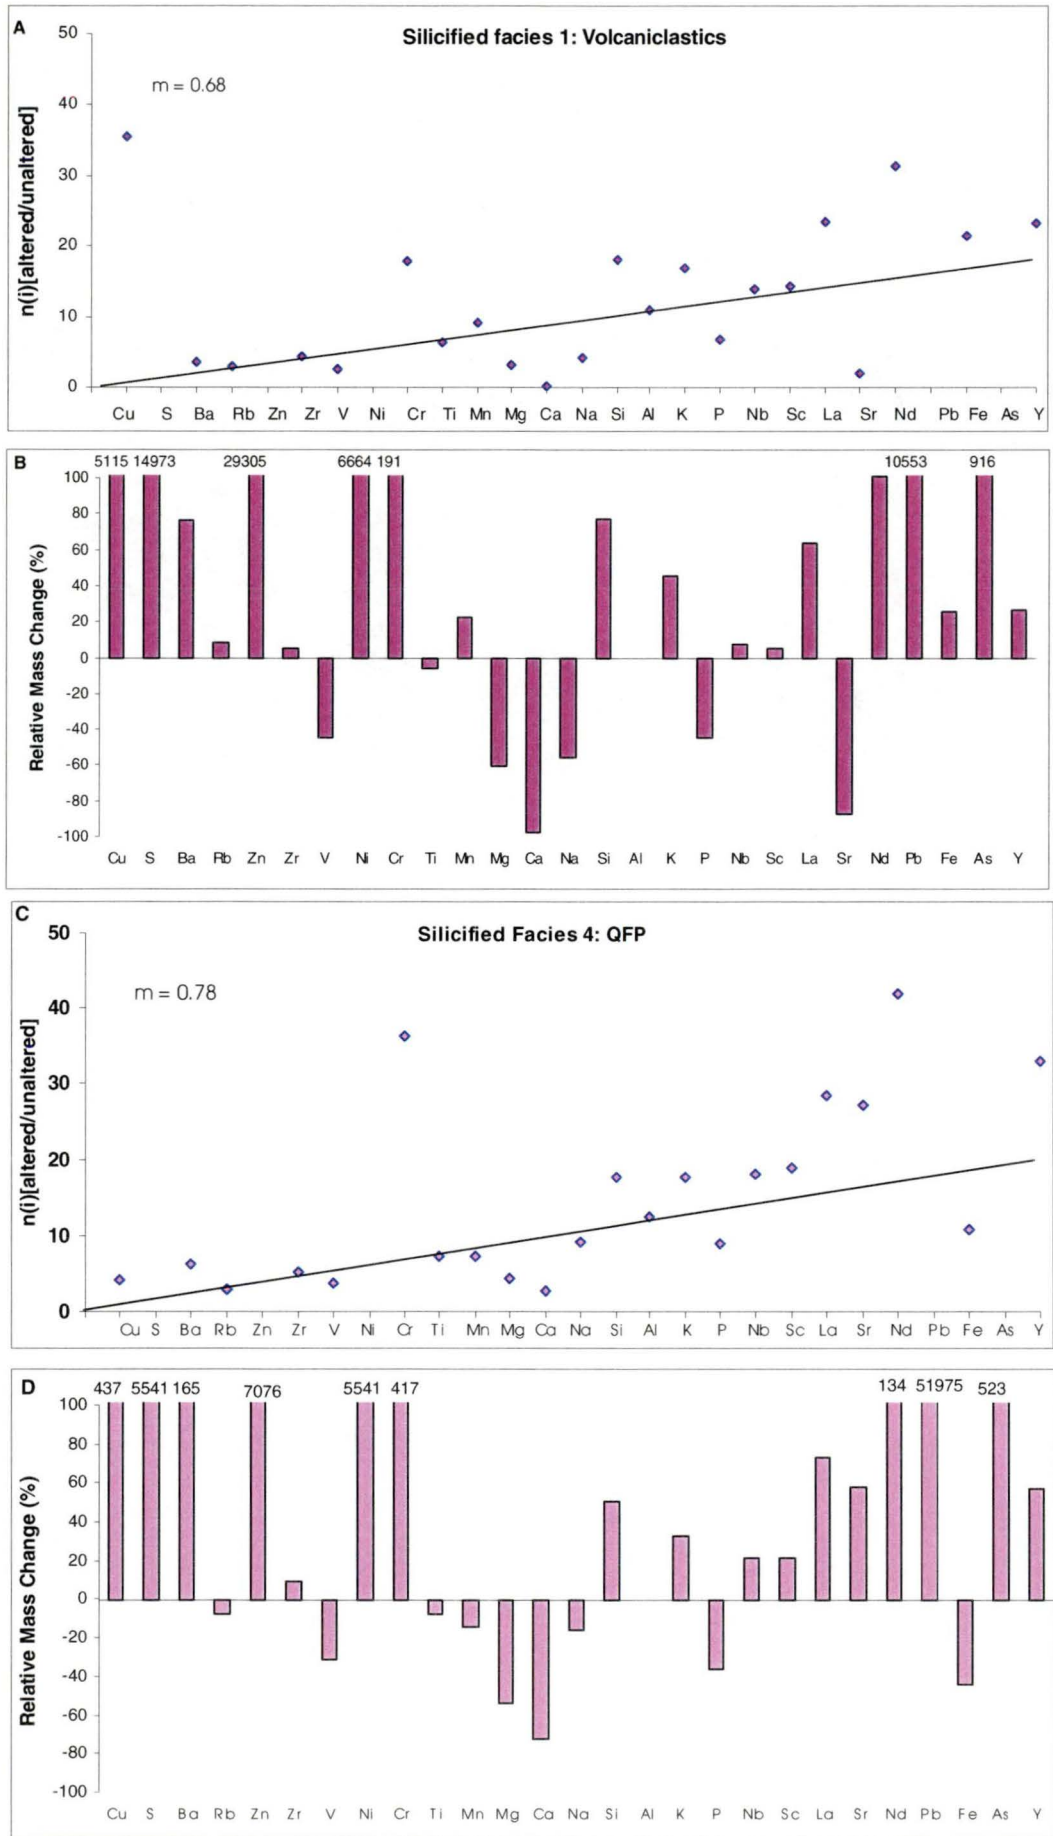 A
Silicified facies 1: Volcaniclastics
m = 0.68
n(i)[altered/unaltered]
50
40
30
20
10
0
Cu S Ba Rb Zn Zr V Ni Cr Ti Mn Mg Ca Na Si Al K P Nb Sc La Sr Nd Pb Fe As Y
B
5115 14973 29305 6664 191 10553 916
Relative Mass Change (%)
100
80
60
40
20
0
-20
-40
-60
-80
-100
Cu S Ba Rb Zn Zr V Ni Cr Ti Mn Mg Ca Na Si Al K P Nb Sc La Sr Nd Pb Fe As Y
C
Silicified Facies 4: QFP
m = 0.78
n(i)[altered/unaltered]
50
40
30
20
10
0
Cu S Ba Rb Zn Zr V Ni Cr Ti Mn Mg Ca Na Si Al K P Nb Sc La Sr Nd Pb Fe As Y
D
437 5541 165 7076 5541 417 134 51975 523
Relative Mass Change (%)
100
80
60
40
20
0
-20
-40
-60
-80
-100
Cu S Ba Rb Zn Zr V Ni Cr Ti Mn Mg Ca Na Si Al K P Nb Sc La Sr Nd Pb Fe As Y